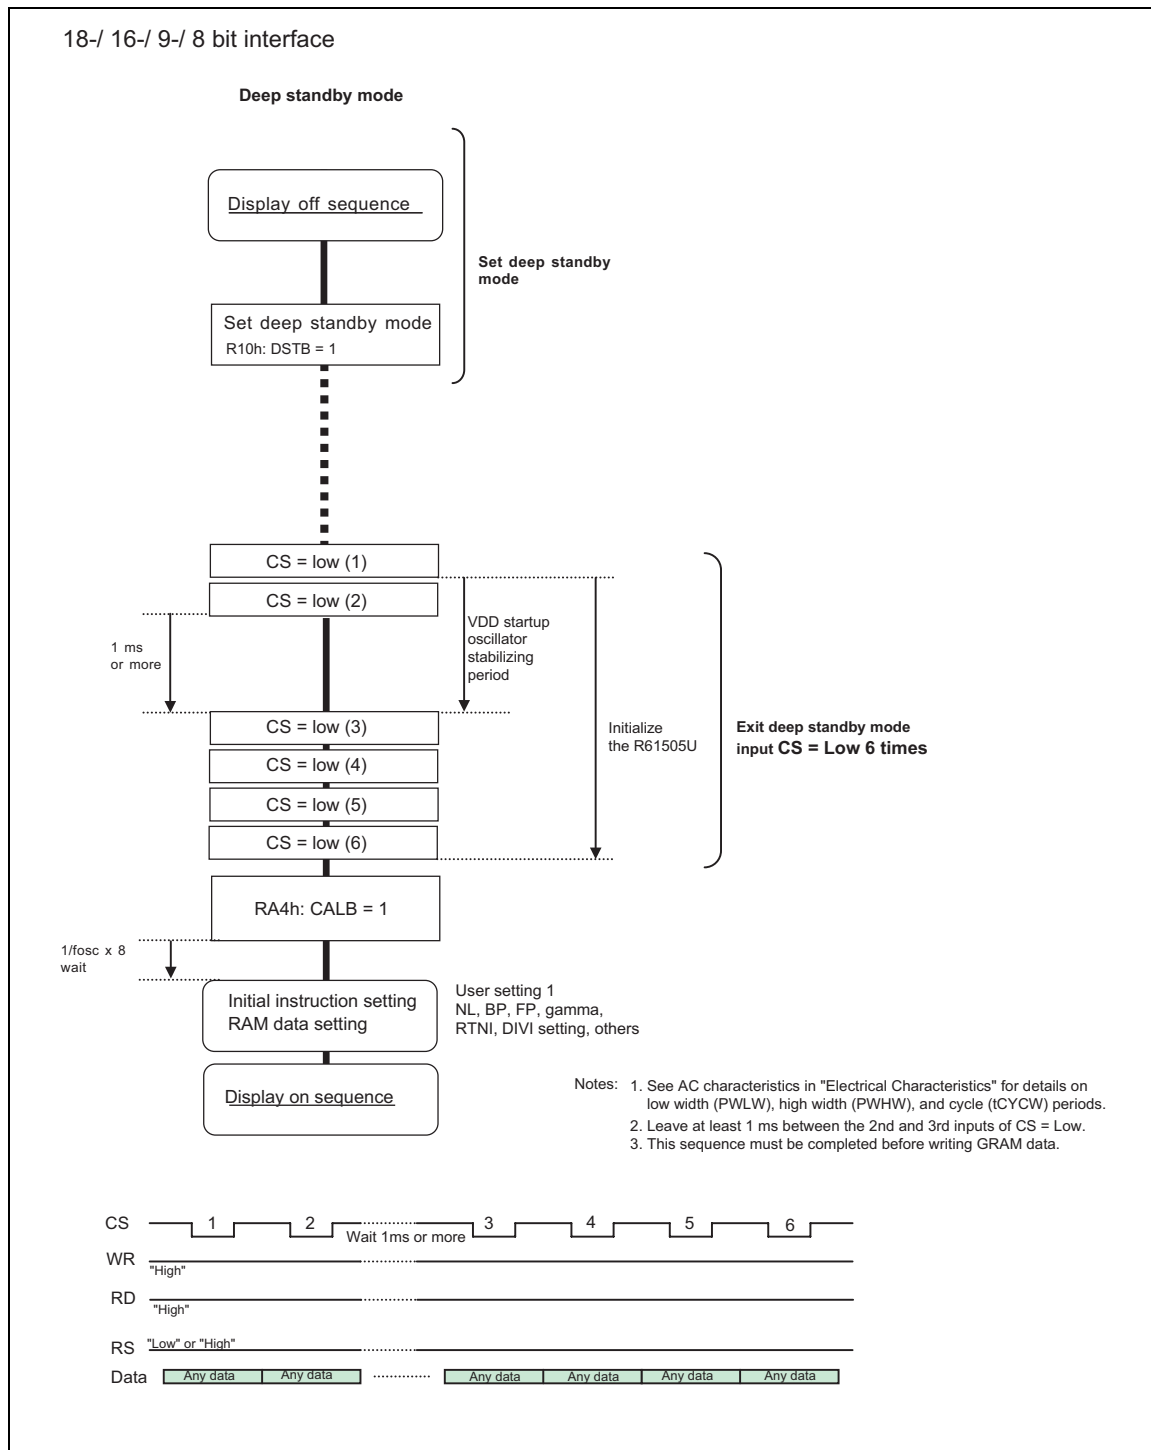 18-/ 16-/ 9-/ 8 bit interface
Deep standby mode
Display off sequence
Set deep standby
mode
Set deep standby mode
R10h: DSTB = 1
CS = low (1)
CS = low (2)
1 ms
or more
VDD startup
oscillator
stabilizing
period
CS = low (3)
CS = low (4)
CS = low (5)
CS = low (6)
Initialize
the R61505U
Exit deep standby mode
input CS = Low 6 times
RA4h: CALB = 1
1/fosc x 8
wait
Initial instruction setting
RAM data setting
User setting 1
NL, BP, FP, gamma,
RTNI, DIVI setting, others
Display on sequence
Notes: 1. See AC characteristics in "Electrical Characteristics" for details on
low width (PWLW), high width (PWHW), and cycle (tCYCW) periods.
2. Leave at least 1 ms between the 2nd and 3rd inputs of CS = Low.
3. This sequence must be completed before writing GRAM data.
CS 1 2 Wait 1ms or more 3 4 5 6
WR "High"
RD "High"
RS "Low" or "High"
Data Any data Any data Any data Any data Any data Any data